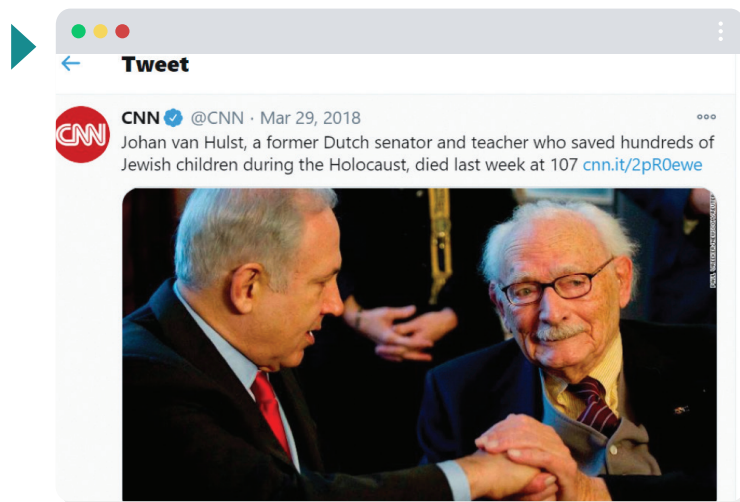 Tweet
CNN @CNN · Mar 29, 2018
CNN
Johan van Hulst, a former Dutch senator and teacher who saved hundreds of
Jewish children during the Holocaust, died last week at 107 cnn.it/2pR0ewe